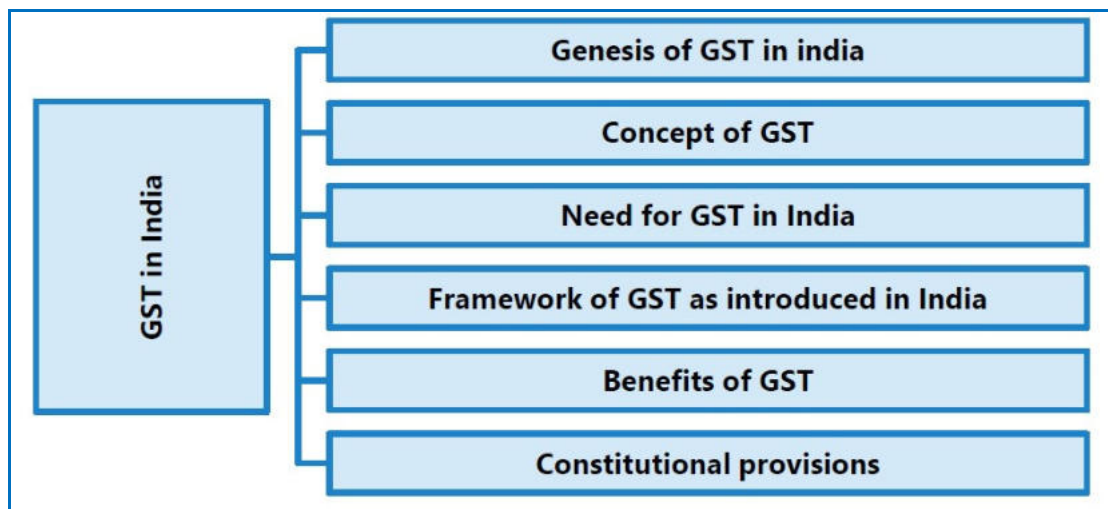 GST in India
Genesis of GST in india
Concept of GST
Need for GST in India
Framework of GST as introduced in India
Benefits of GST
Constitutional provisions